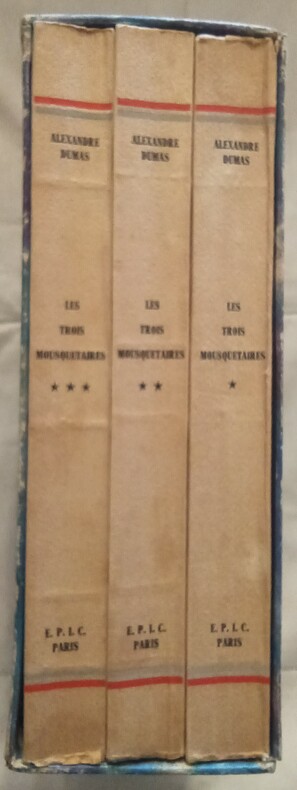 ALEXANDRE
DUMAS
LES
TROIS
MOUSQUETAIRES
★ ★ ★
E. P. I. C.
PARIS
ALEXANDRE
DUMAS
LES
TROIS
MOUSQUETAIRES
★ ★
E. P. I. C.
PARIS
ALEXANDRE
DUMAS
LES
TROIS
MOUSQUETAIRES
★
E. P. I. C.
PARIS